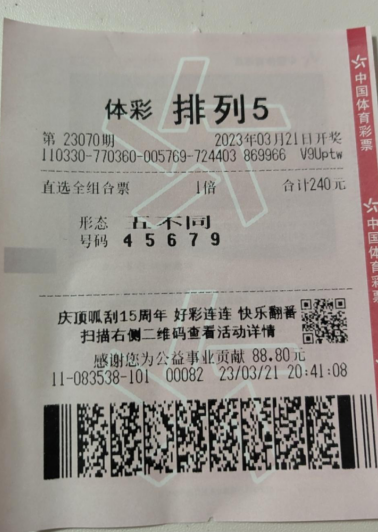 体彩 排列5
第 23070期 2023年03月21日开奖
110330-770360-005769-724403 869966 V9Uptw
直选全组合票 1倍 合计240元
形态 五不同
号码 4 5 6 7 9
庆顶呱刮15周年 好彩连连 快乐翻番
扫描右侧二维码查看活动详情
感谢您为公益事业贡献 88.80元
11-083538-101 00082 23/03/21 20:41:08
中国体育彩票
中国体育彩票